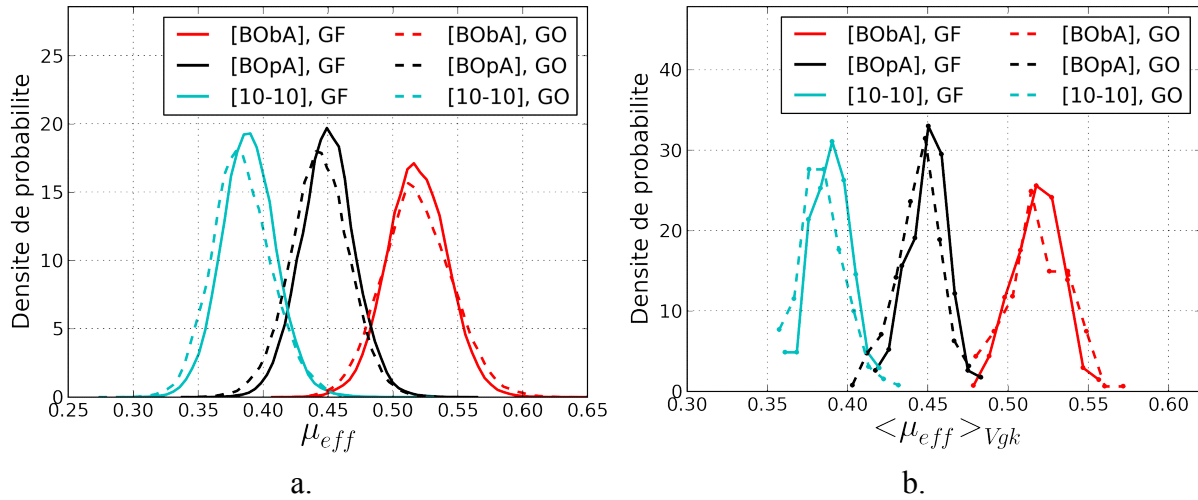 [BObA], GF [BObA], GO
[BOpA], GF [BOpA], GO
[10-10], GF [10-10], GO
Densite de probabilite
25
20
15
10
5
0
0.25 0.30 0.35 0.40 0.45 0.50 0.55 0.60 0.65
μ_eff
a.
[BObA], GF [BObA], GO
[BOpA], GF [BOpA], GO
[10-10], GF [10-10], GO
Densite de probabilite
40
30
20
10
0
0.30 0.35 0.40 0.45 0.50 0.55 0.60
<μ_eff>_Vgk
b.